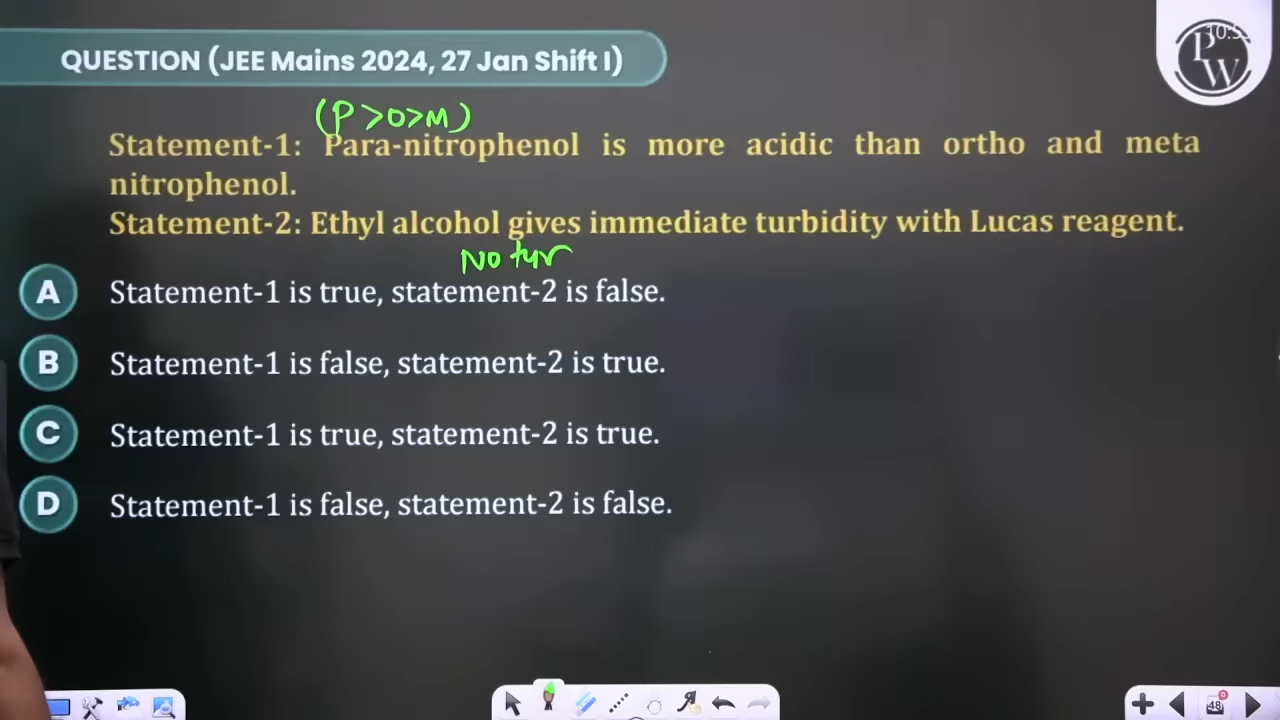 10:5
QUESTION (JEE Mains 2024, 27 Jan Shift I)
PW
(P>O>M)
Statement-1: Para-nitrophenol is more acidic than ortho and meta
nitrophenol.
Statement-2: Ethyl alcohol gives immediate turbidity with Lucas reagent.
No tur
A Statement-1 is true, statement-2 is false.
B Statement-1 is false, statement-2 is true.
C Statement-1 is true, statement-2 is true.
D Statement-1 is false, statement-2 is false.
48